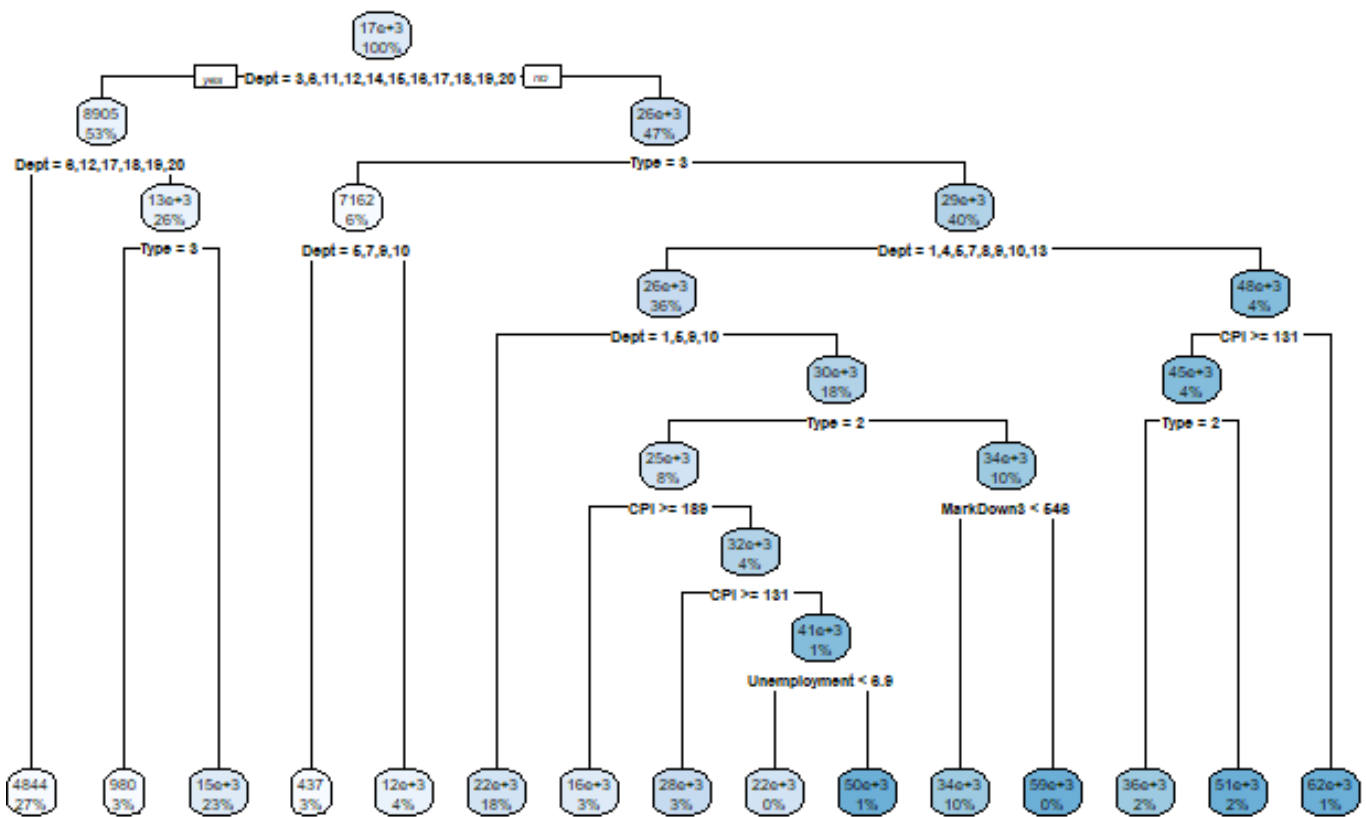 17e+3
100%
yes
Dept = 3,6,11,12,14,15,16,17,18,19,20
no
8905
53%
26e+3
47%
Dept = 6,12,17,18,19,20
Type = 3
13e+3
26%
7162
6%
29e+3
40%
Type = 3
Dept = 5,7,9,10
Dept = 1,4,5,7,8,9,10,13
26e+3
36%
48e+3
4%
Dept = 1,5,9,10
CPI >= 131
30e+3
18%
45e+3
4%
Type = 2
Type = 2
25e+3
8%
34e+3
10%
CPI >= 189
MarkDown3 < 546
32e+3
4%
CPI >= 131
41e+3
1%
Unemployment < 6.9
4844
27%
980
3%
15e+3
23%
437
3%
12e+3
4%
22e+3
18%
16e+3
3%
28e+3
3%
22e+3
0%
50e+3
1%
34e+3
10%
59e+3
0%
36e+3
2%
51e+3
2%
62e+3
1%